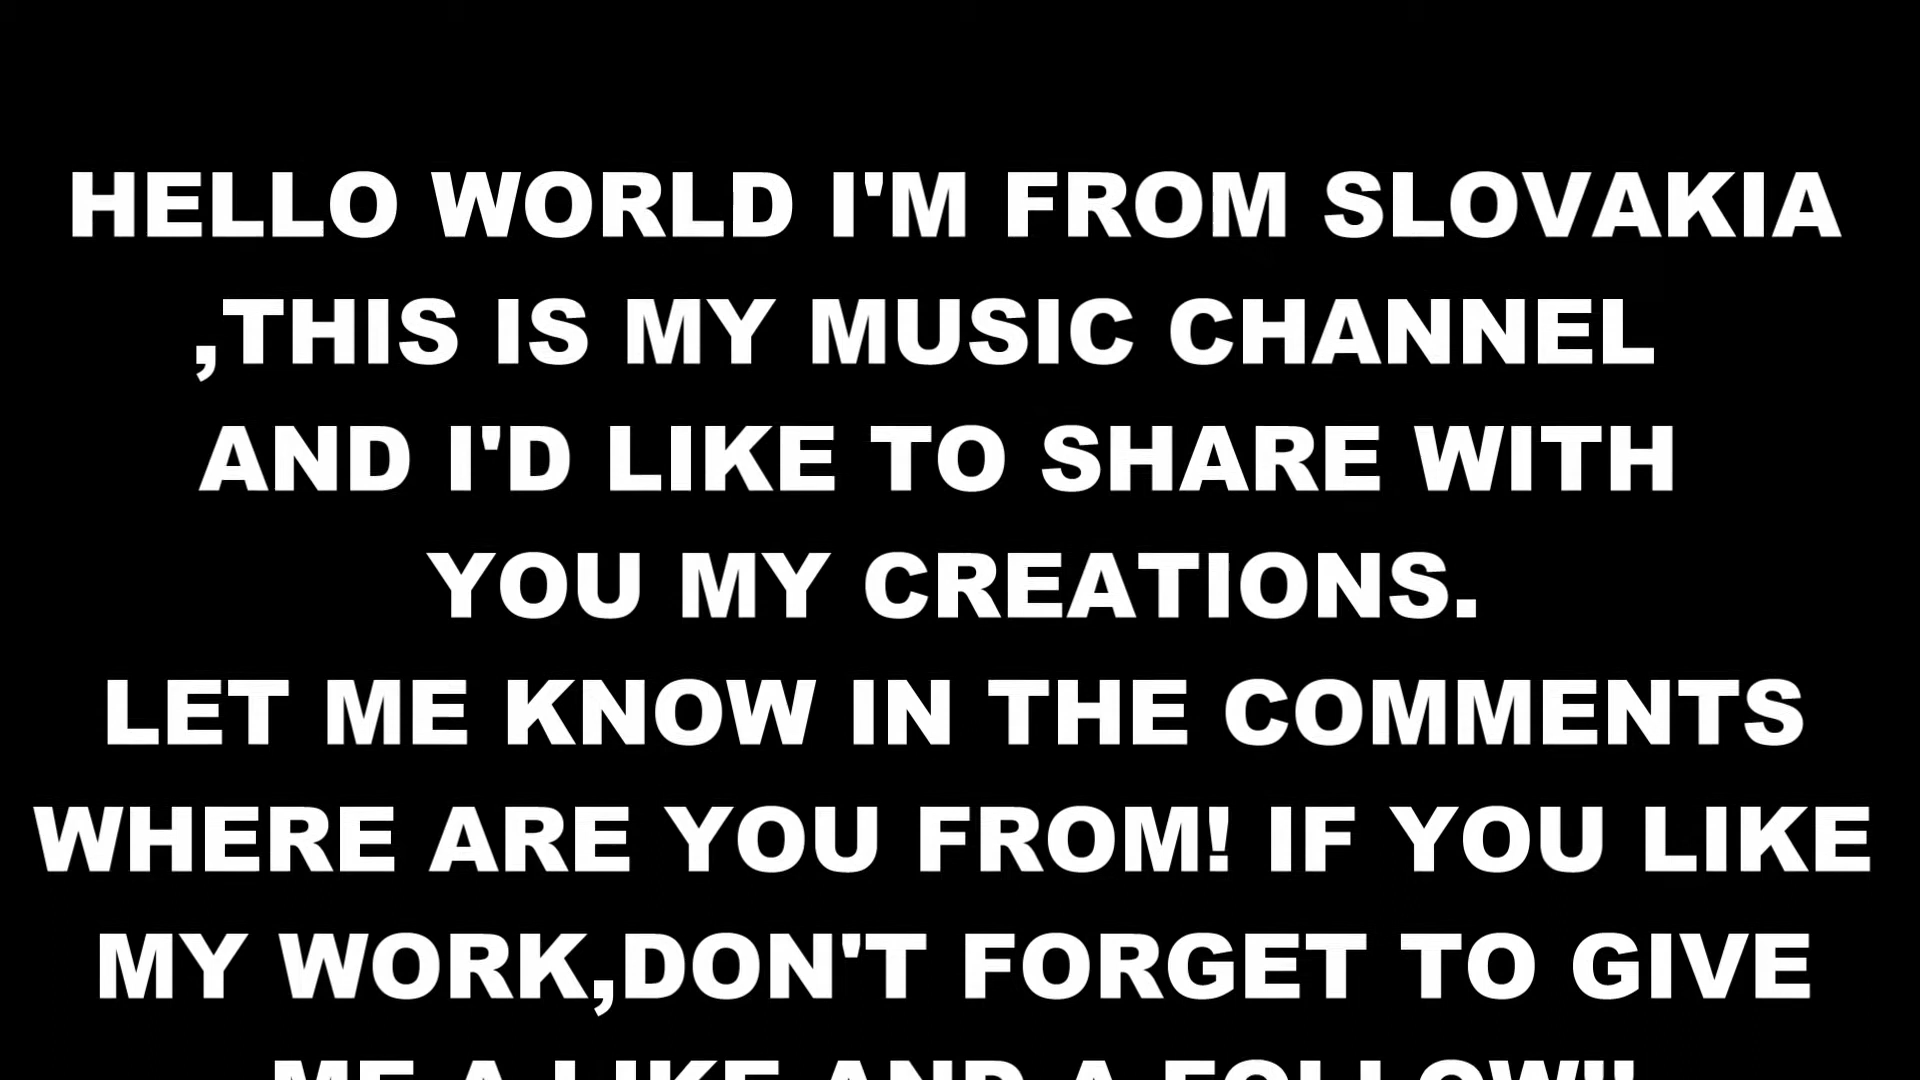 HELLO WORLD I'M FROM SLOVAKIA
,THIS IS MY MUSIC CHANNEL
AND I'D LIKE TO SHARE WITH
YOU MY CREATIONS.
LET ME KNOW IN THE COMMENTS
WHERE ARE YOU FROM! IF YOU LIKE
MY WORK,DON'T FORGET TO GIVE
ME A LIKE AND A FOLLOW!!